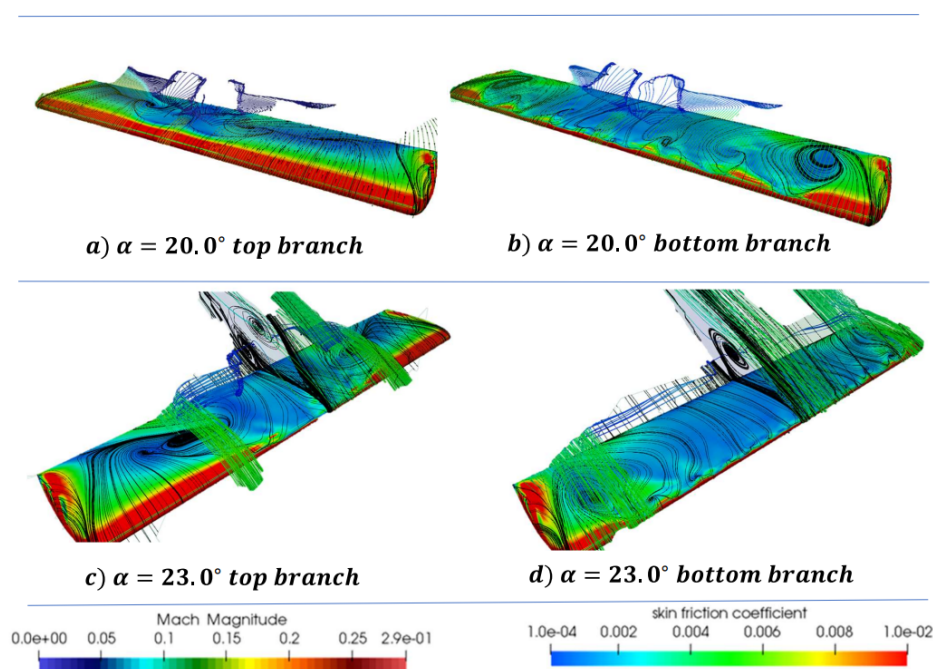 a) α = 20.0° top branch
b) α = 20.0° bottom branch
c) α = 23.0° top branch
d) α = 23.0° bottom branch
Mach Magnitude
0.0e+00 0.05 0.1 0.15 0.2 0.25 2.9e-01
skin friction coefficient
1.0e-04 0.002 0.004 0.006 0.008 1.0e-02